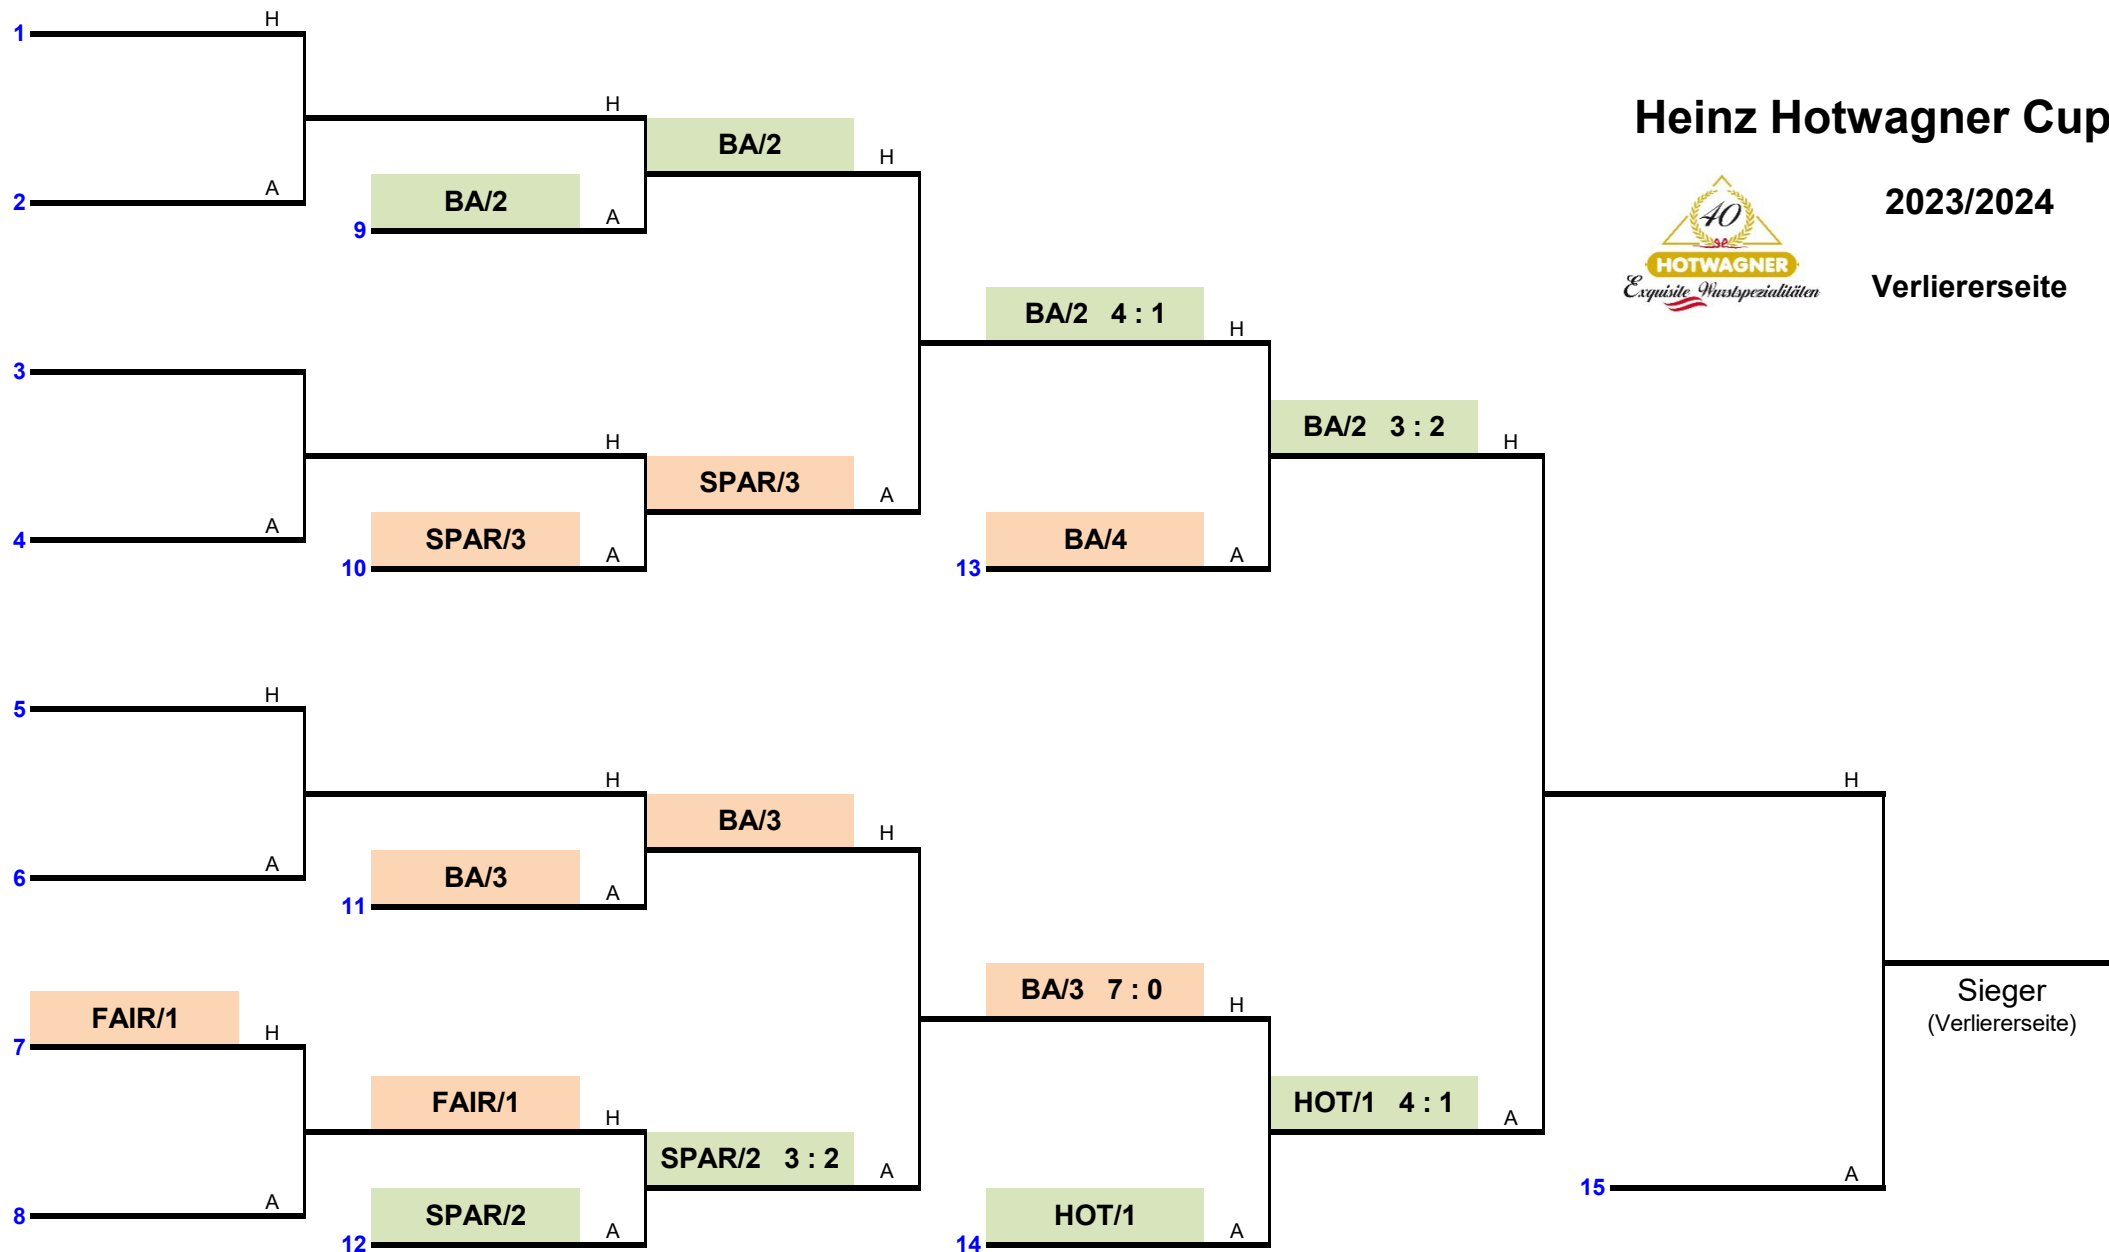 H
1
Heinz Hotwagner Cup
H
BA/2
H
A
2
BA/2
A
9
2023/2024
40
HOTWAGNER
Exquisite Wurstspezialitäten
Verliererseite
BA/2 4 : 1
H
3
BA/2 3 : 2
H
H
SPAR/3
A
A
4
SPAR/3
A
10
BA/4
A
13
H
5
H
BA/3
H
A
6
BA/3
A
11
H
BA/3 7 : 0
H
Sieger
(Verliererseite)
FAIR/1
H
7
FAIR/1
H
HOT/1 4 : 1
A
SPAR/2 3 : 2
A
A
15
A
8
SPAR/2
A
12
HOT/1
A
14